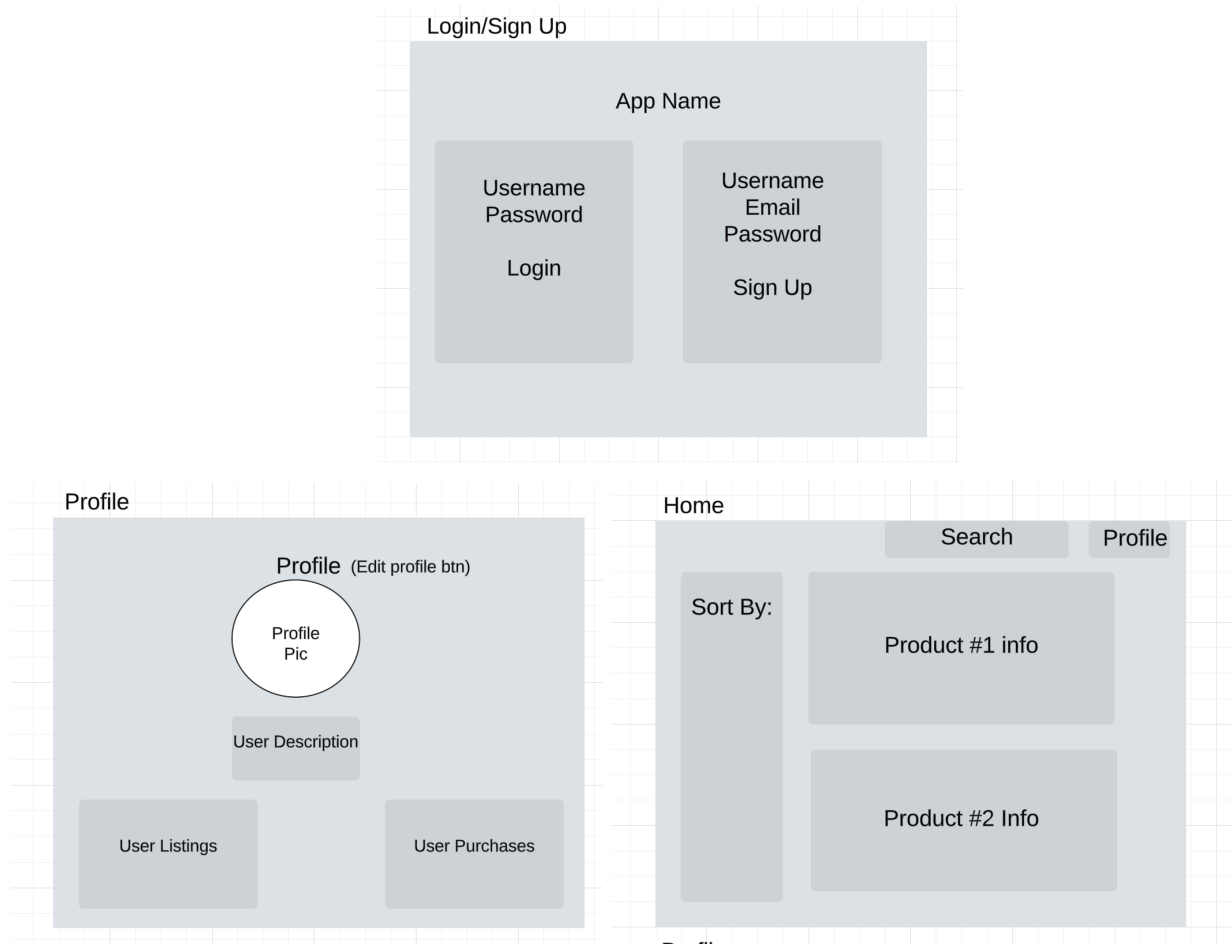 Login/Sign Up
App Name
Username
Password
Login
Username
Email
Password
Sign Up
Profile
Profile (Edit profile btn)
Profile
Pic
User Description
User Listings
User Purchases
Home
Search
Profile
Sort By:
Product #1 info
Product #2 Info